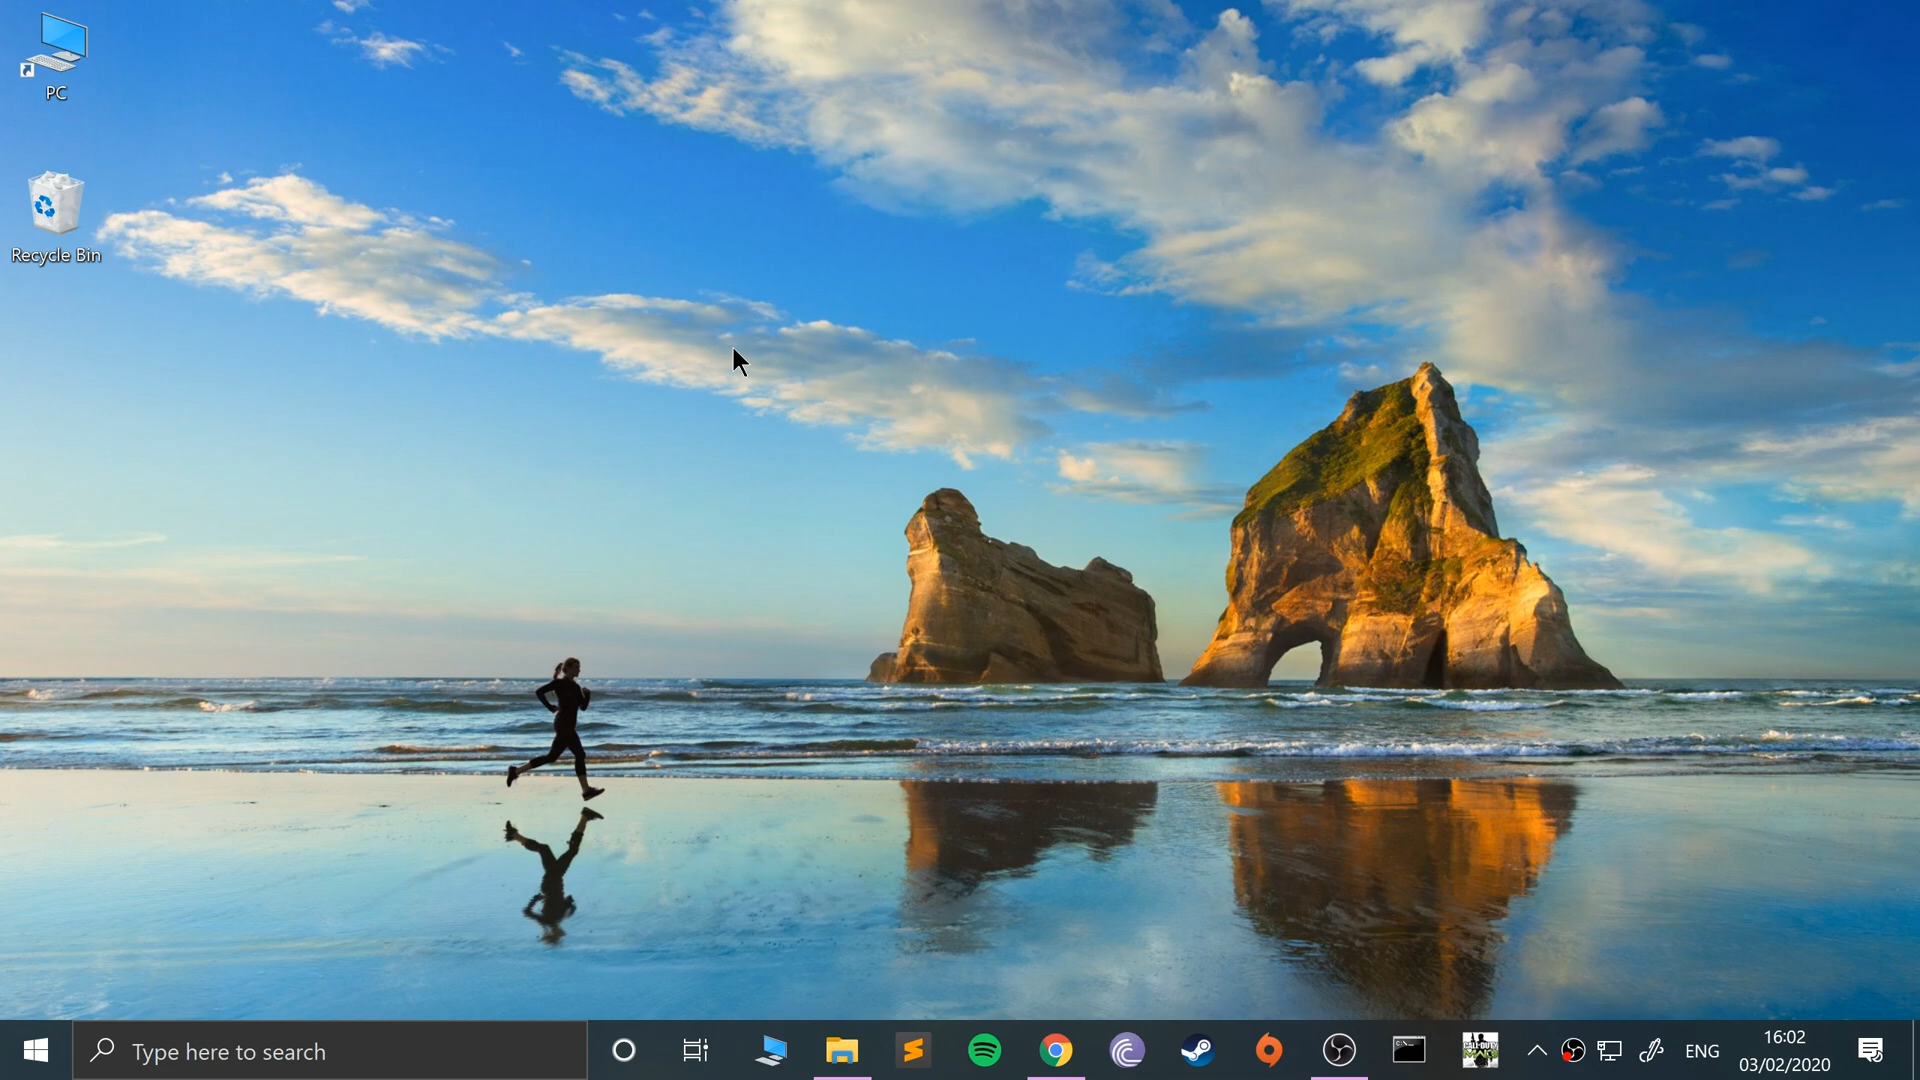 PC
Recycle Bin
Type here to search
ENG
16:02
03/02/2020